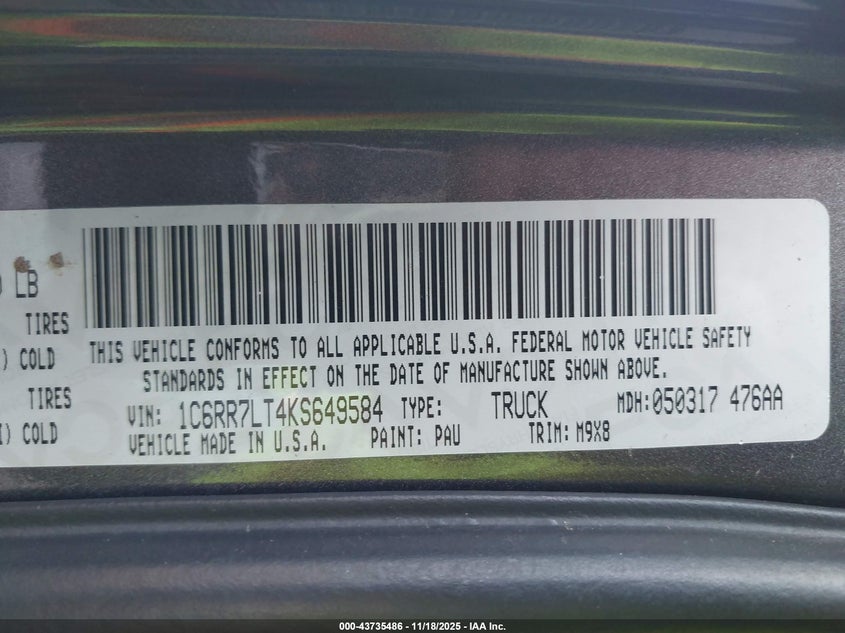 LB
TIRES
) COLD
TIRES
) COLD
THIS VEHICLE CONFORMS TO ALL APPLICABLE U.S.A. FEDERAL MOTOR VEHICLE SAFETY
STANDARDS IN EFFECT ON THE DATE OF MANUFACTURE SHOWN ABOVE.
VIN: 1C6RR7LT4KS649584 TYPE: TRUCK MDH:050317 476AA
VEHICLE MADE IN U.S.A. PAINT: PAU TRIM: M9X8
000-43735486 - 11/18/2025 - IAA Inc.